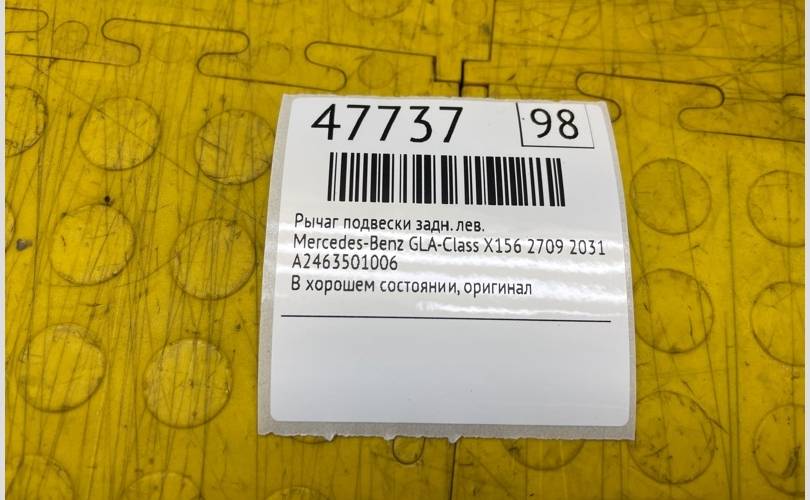 47737
98
Рычаг подвески задн. лев.
Mercedes-Benz GLA-Class X156 2709 2031
A2463501006
В хорошем состоянии, оригинал